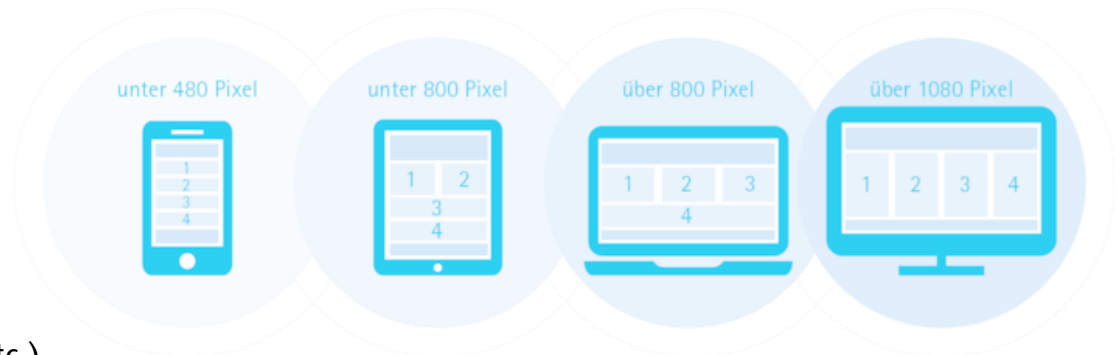 unter 480 Pixel
1
2
3
4
unter 800 Pixel
1 2
3
4
über 800 Pixel
1 2 3
4
über 1080 Pixel
1 2 3 4